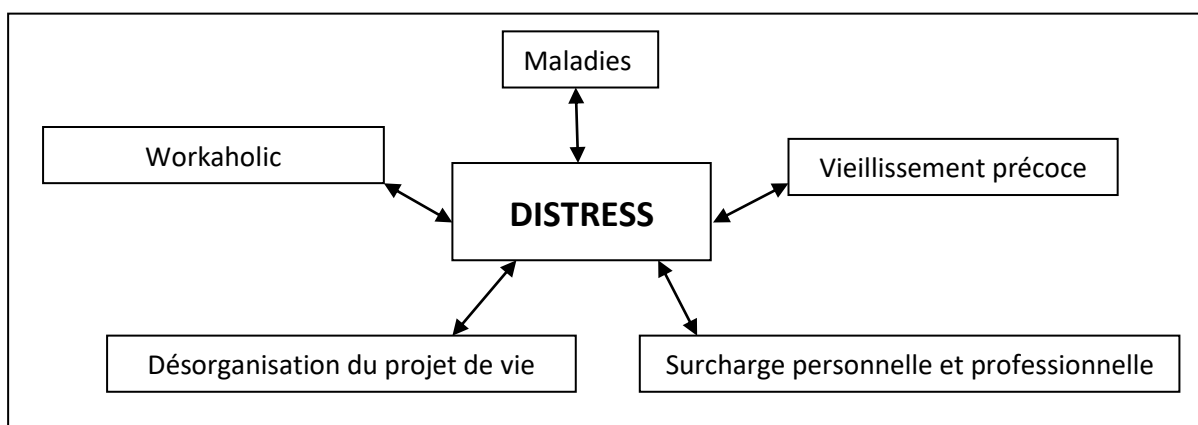 Maladies
Workaholic
Vieillissement précoce
DISTRESS
Désorganisation du projet de vie
Surcharge personnelle et professionnelle